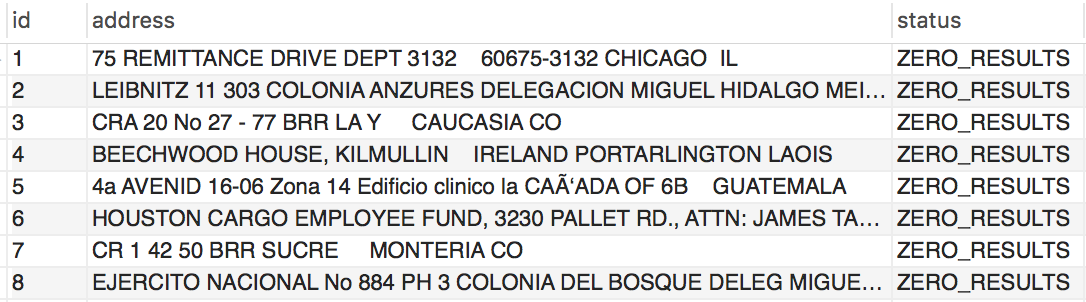 id address status
1 75 REMITTANCE DRIVE DEPT 3132    60675-3132 CHICAGO  IL ZERO_RESULTS
2 LEIBNITZ 11 303 COLONIA ANZURES DELEGACION MIGUEL HIDALGO MEI... ZERO_RESULTS
3 CRA 20 No 27 - 77 BRR LA Y     CAUCASIA CO ZERO_RESULTS
4 BEECHWOOD HOUSE, KILMULLIN    IRELAND PORTARLINGTON LAOIS ZERO_RESULTS
5 4a AVENID 16-06 Zona 14 Edificio clinico la CAÃ‘ADA OF 6B    GUATEMALA ZERO_RESULTS
6 HOUSTON CARGO EMPLOYEE FUND, 3230 PALLET RD., ATTN: JAMES TA... ZERO_RESULTS
7 CR 1 42 50 BRR SUCRE     MONTERIA CO ZERO_RESULTS
8 EJERCITO NACIONAL No 884 PH 3 COLONIA DEL BOSQUE DELEG MIGUE... ZERO_RESULTS